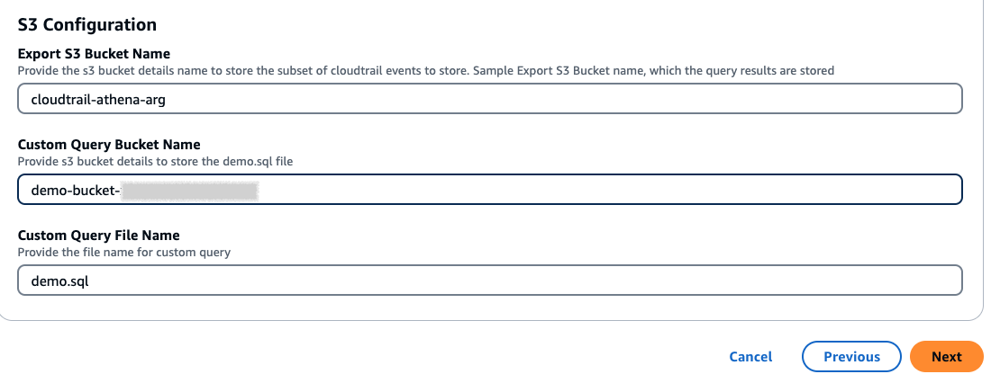 S3 Configuration
Export S3 Bucket Name
Provide the s3 bucket details name to store the subset of cloudtrail events to store. Sample Export S3 Bucket name, which the query results are stored
cloudtrail-athena-arg
Custom Query Bucket Name
Provide s3 bucket details to store the demo.sql file
demo-bucket-
Custom Query File Name
Provide the file name for custom query
demo.sql
Cancel Previous Next